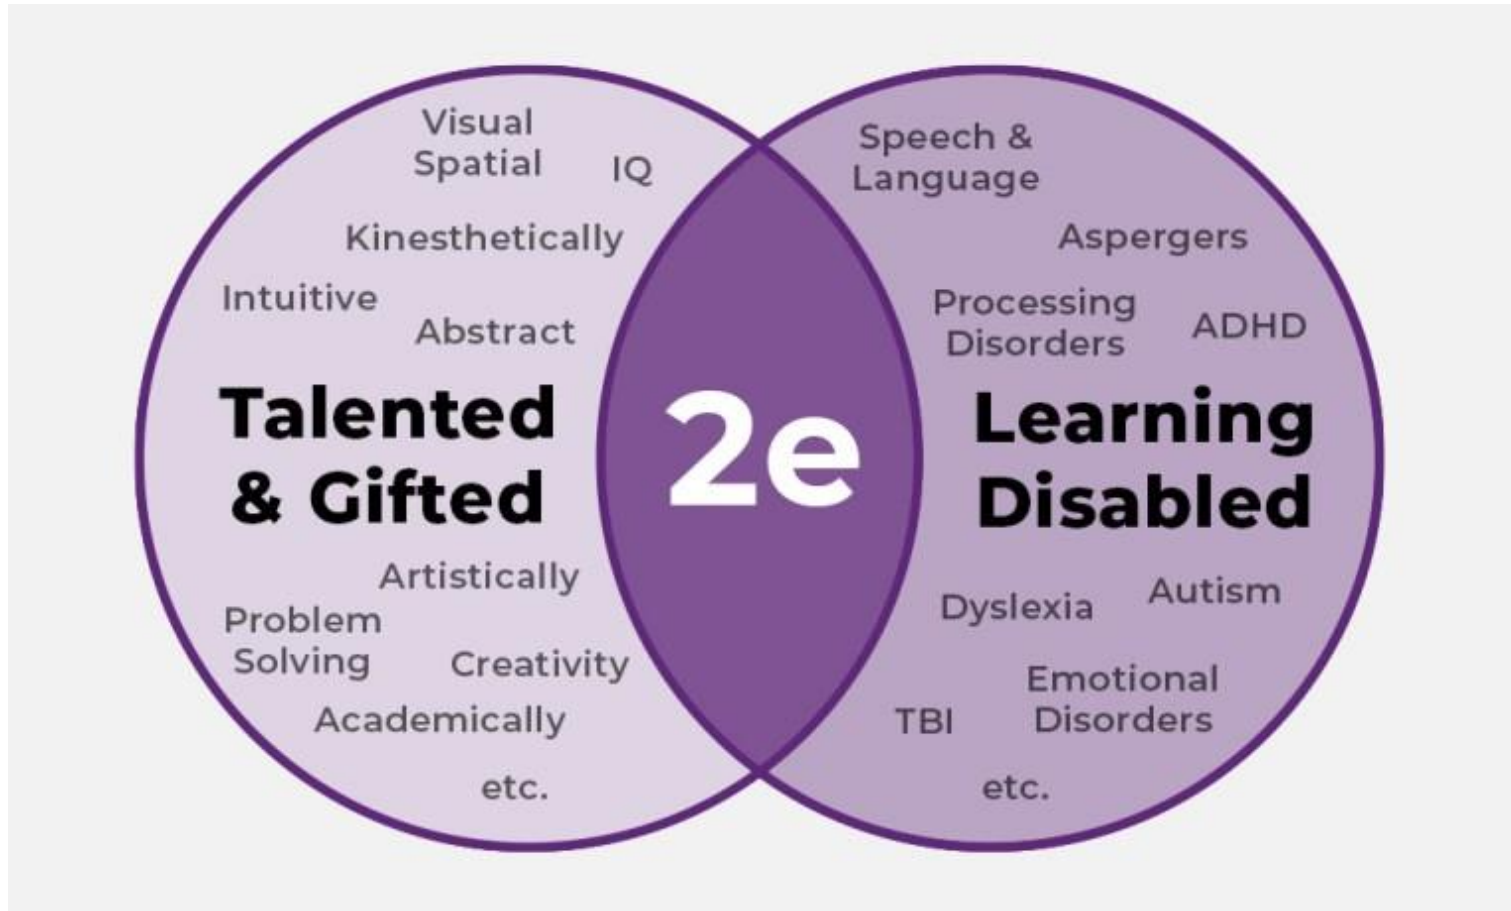 Visual
Spatial
IQ
Kinesthetically
Intuitive
Abstract
Talented
& Gifted
Artistically
Problem
Solving
Creativity
Academically
etc.
2e
Speech &
Language
Aspergers
Processing
Disorders
ADHD
Learning
Disabled
Dyslexia
Autism
Emotional
Disorders
TBI
etc.